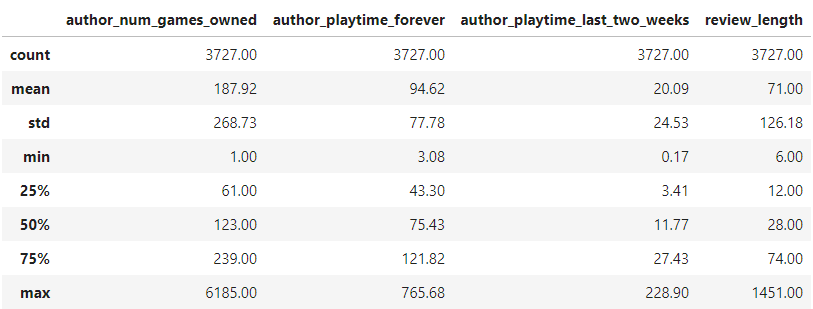 author_num_games_owned author_playtime_forever author_playtime_last_two_weeks review_length
count 3727.00 3727.00 3727.00 3727.00
mean 187.92 94.62 20.09 71.00
std 268.73 77.78 24.53 126.18
min 1.00 3.08 0.17 6.00
25% 61.00 43.30 3.41 12.00
50% 123.00 75.43 11.77 28.00
75% 239.00 121.82 27.43 74.00
max 6185.00 765.68 228.90 1451.00